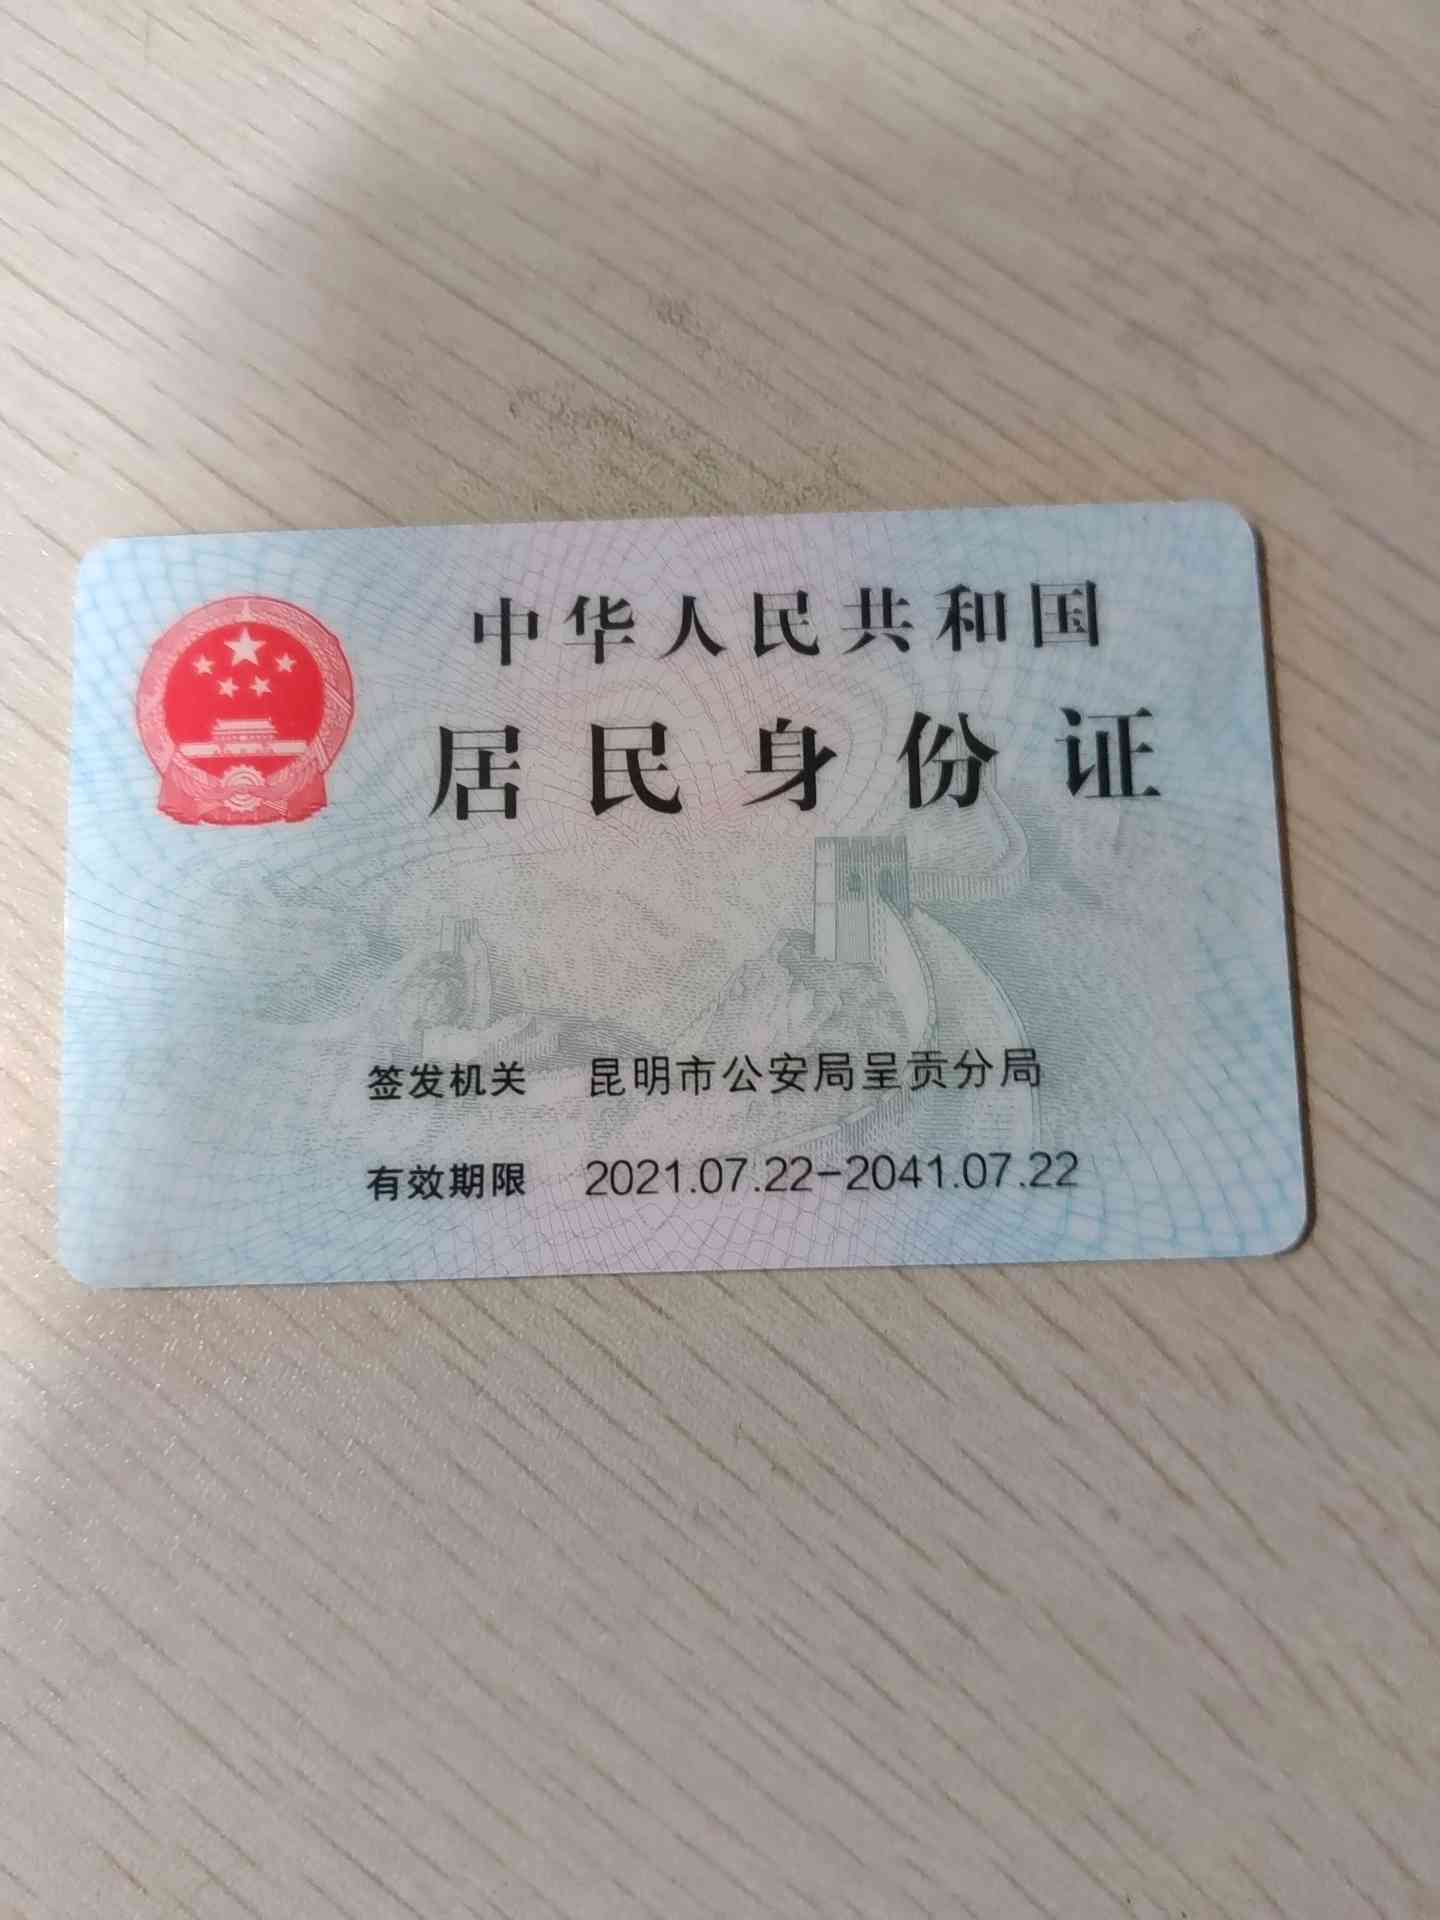 中华人民共和国
居民身份证
签发机关 昆明市公安局呈贡分局
有效期限 2021.07.22-2041.07.22